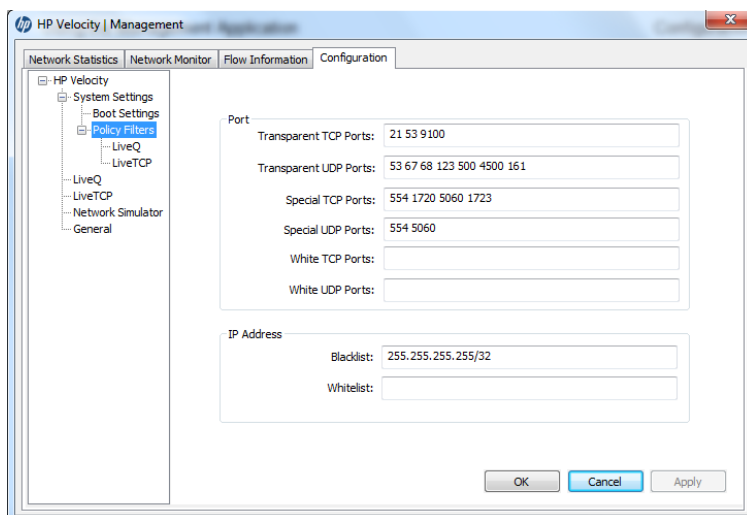 HP Velocity | Management
Network Statistics Network Monitor Flow Information Configuration
HP Velocity
System Settings
Boot Settings
Policy Filters
LiveQ
LiveTCP
LiveQ
LiveTCP
Network Simulator
General
Port
Transparent TCP Ports: 21 53 9100
Transparent UDP Ports: 53 67 68 123 500 4500 161
Special TCP Ports: 554 1720 5060 1723
Special UDP Ports: 554 5060
White TCP Ports:
White UDP Ports:
IP Address
Blacklist: 255.255.255.255/32
Whitelist:
OK Cancel Apply